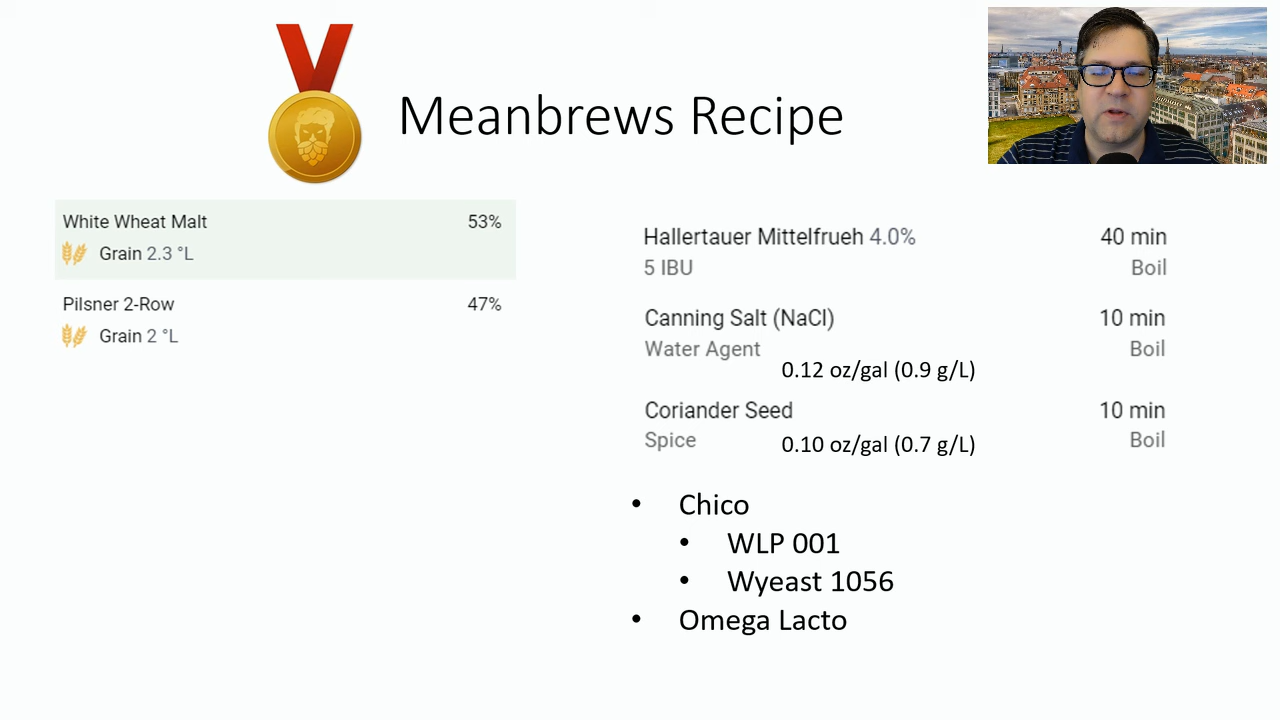 Meanbrews Recipe
White Wheat Malt 53%
Grain 2.3 °L
Pilsner 2-Row 47%
Grain 2 °L
Hallertauer Mittelfrueh 4.0% 40 min
5 IBU Boil
Canning Salt (NaCl) 10 min
Water Agent Boil
0.12 oz/gal (0.9 g/L)
Coriander Seed 10 min
Spice 0.10 oz/gal (0.7 g/L) Boil
• Chico
• WLP 001
• Wyeast 1056
• Omega Lacto